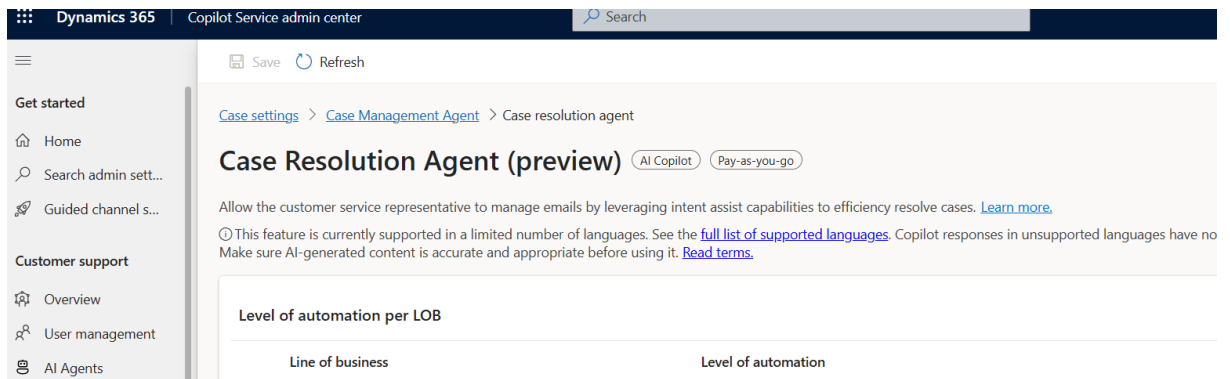 Dynamics 365 | Copilot Service admin center
Search
Save Refresh
Get started
Home
Search admin sett...
Guided channel s...
Customer support
Overview
User management
AI Agents
Case settings > Case Management Agent > Case resolution agent
Case Resolution Agent (preview) AI Copilot Pay-as-you-go
Allow the customer service representative to manage emails by leveraging intent assist capabilities to efficiency resolve cases. Learn more.
This feature is currently supported in a limited number of languages. See the full list of supported languages. Copilot responses in unsupported languages have no
Make sure AI-generated content is accurate and appropriate before using it. Read terms.
Level of automation per LOB
Line of business Level of automation